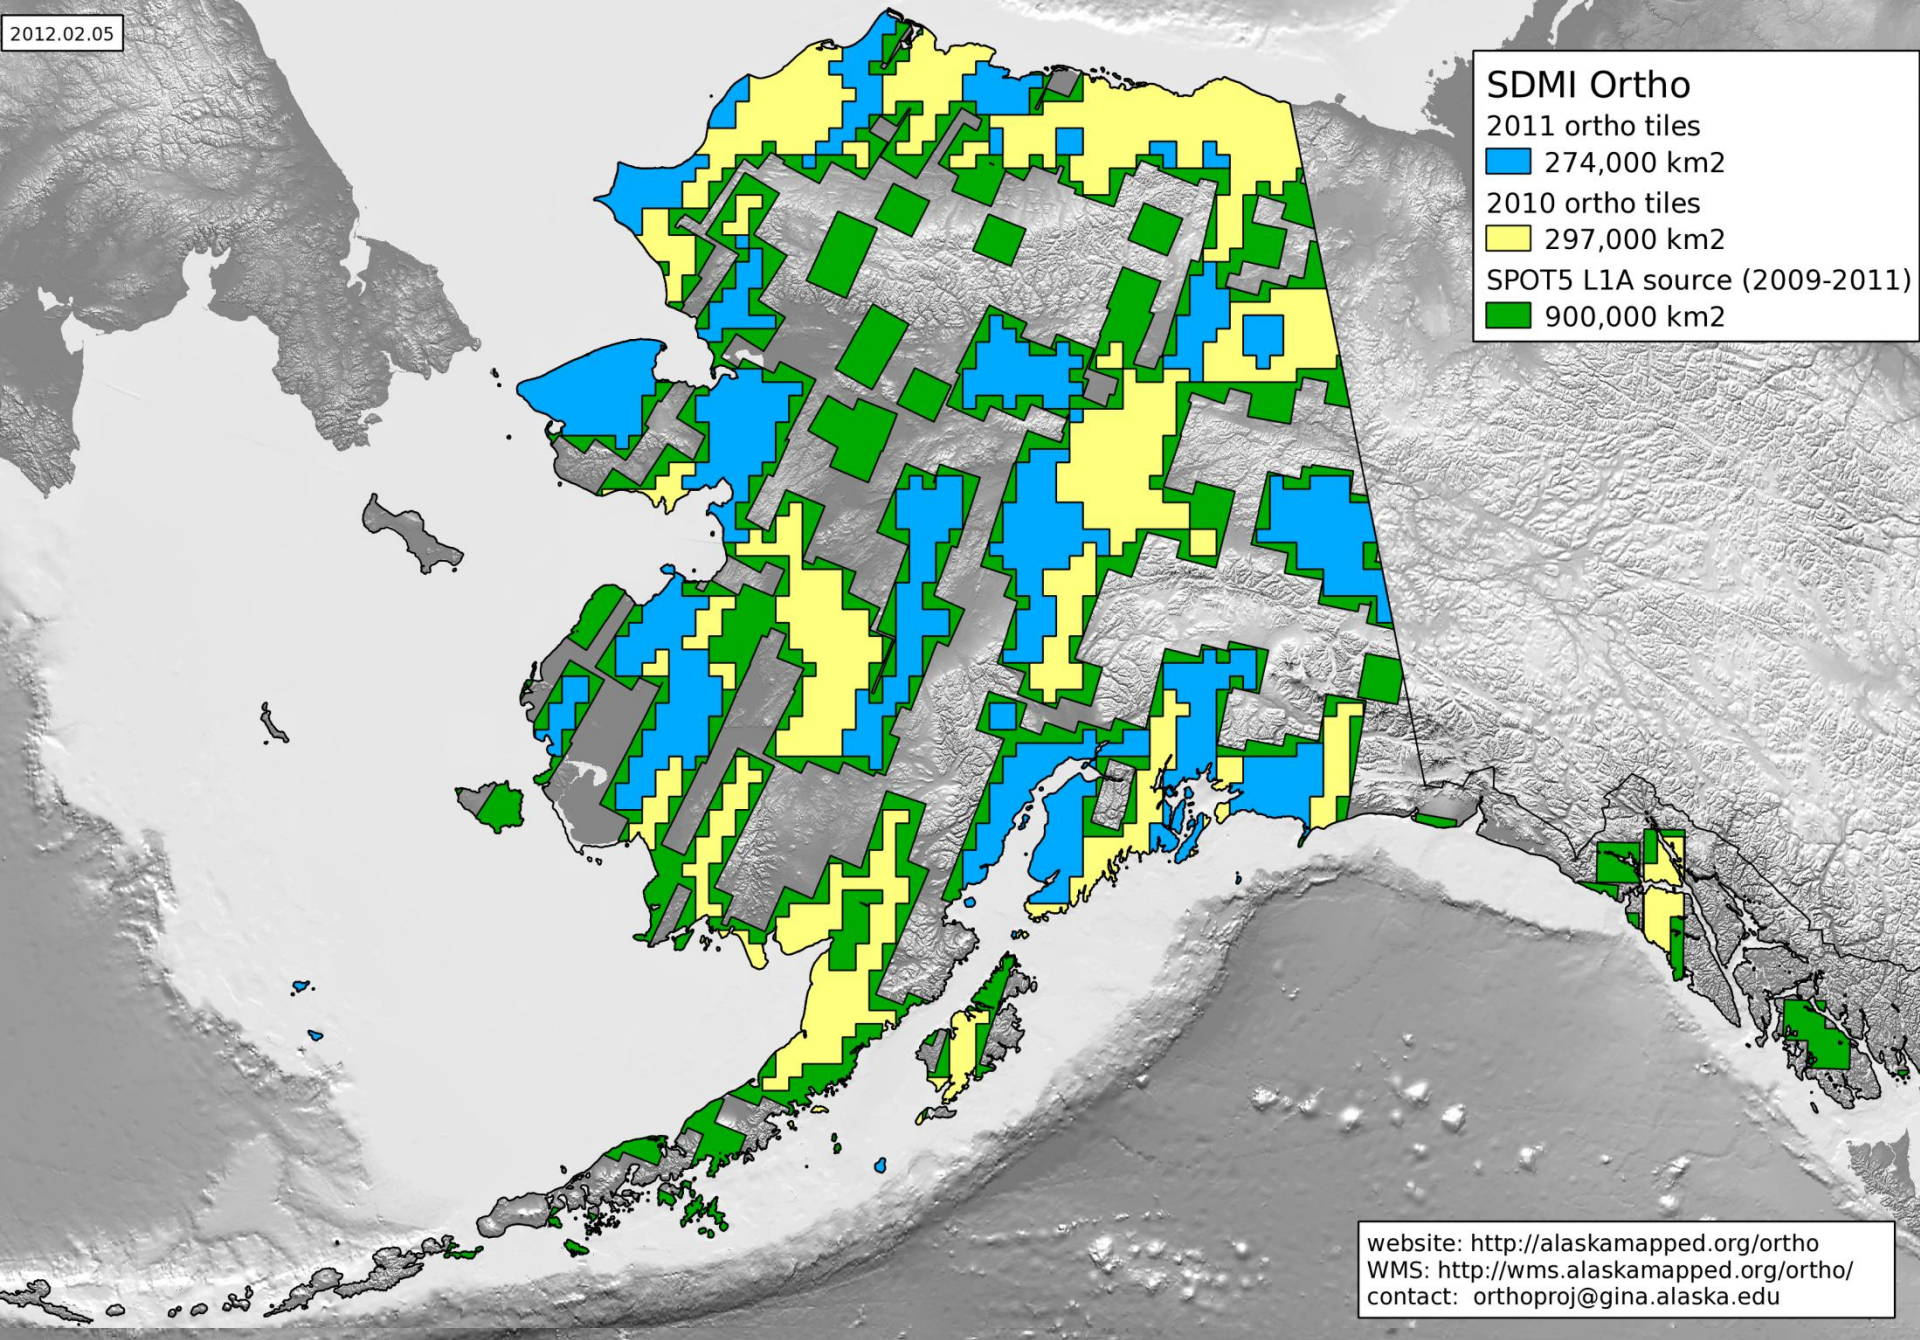 2012.02.05
SDMI Ortho
2011 ortho tiles
274,000 km2
2010 ortho tiles
297,000 km2
SPOT5 L1A source (2009-2011)
900,000 km2
website: http://alaskamapped.org/ortho
WMS: http://wms.alaskamapped.org/ortho/
contact: orthoproj@gina.alaska.edu